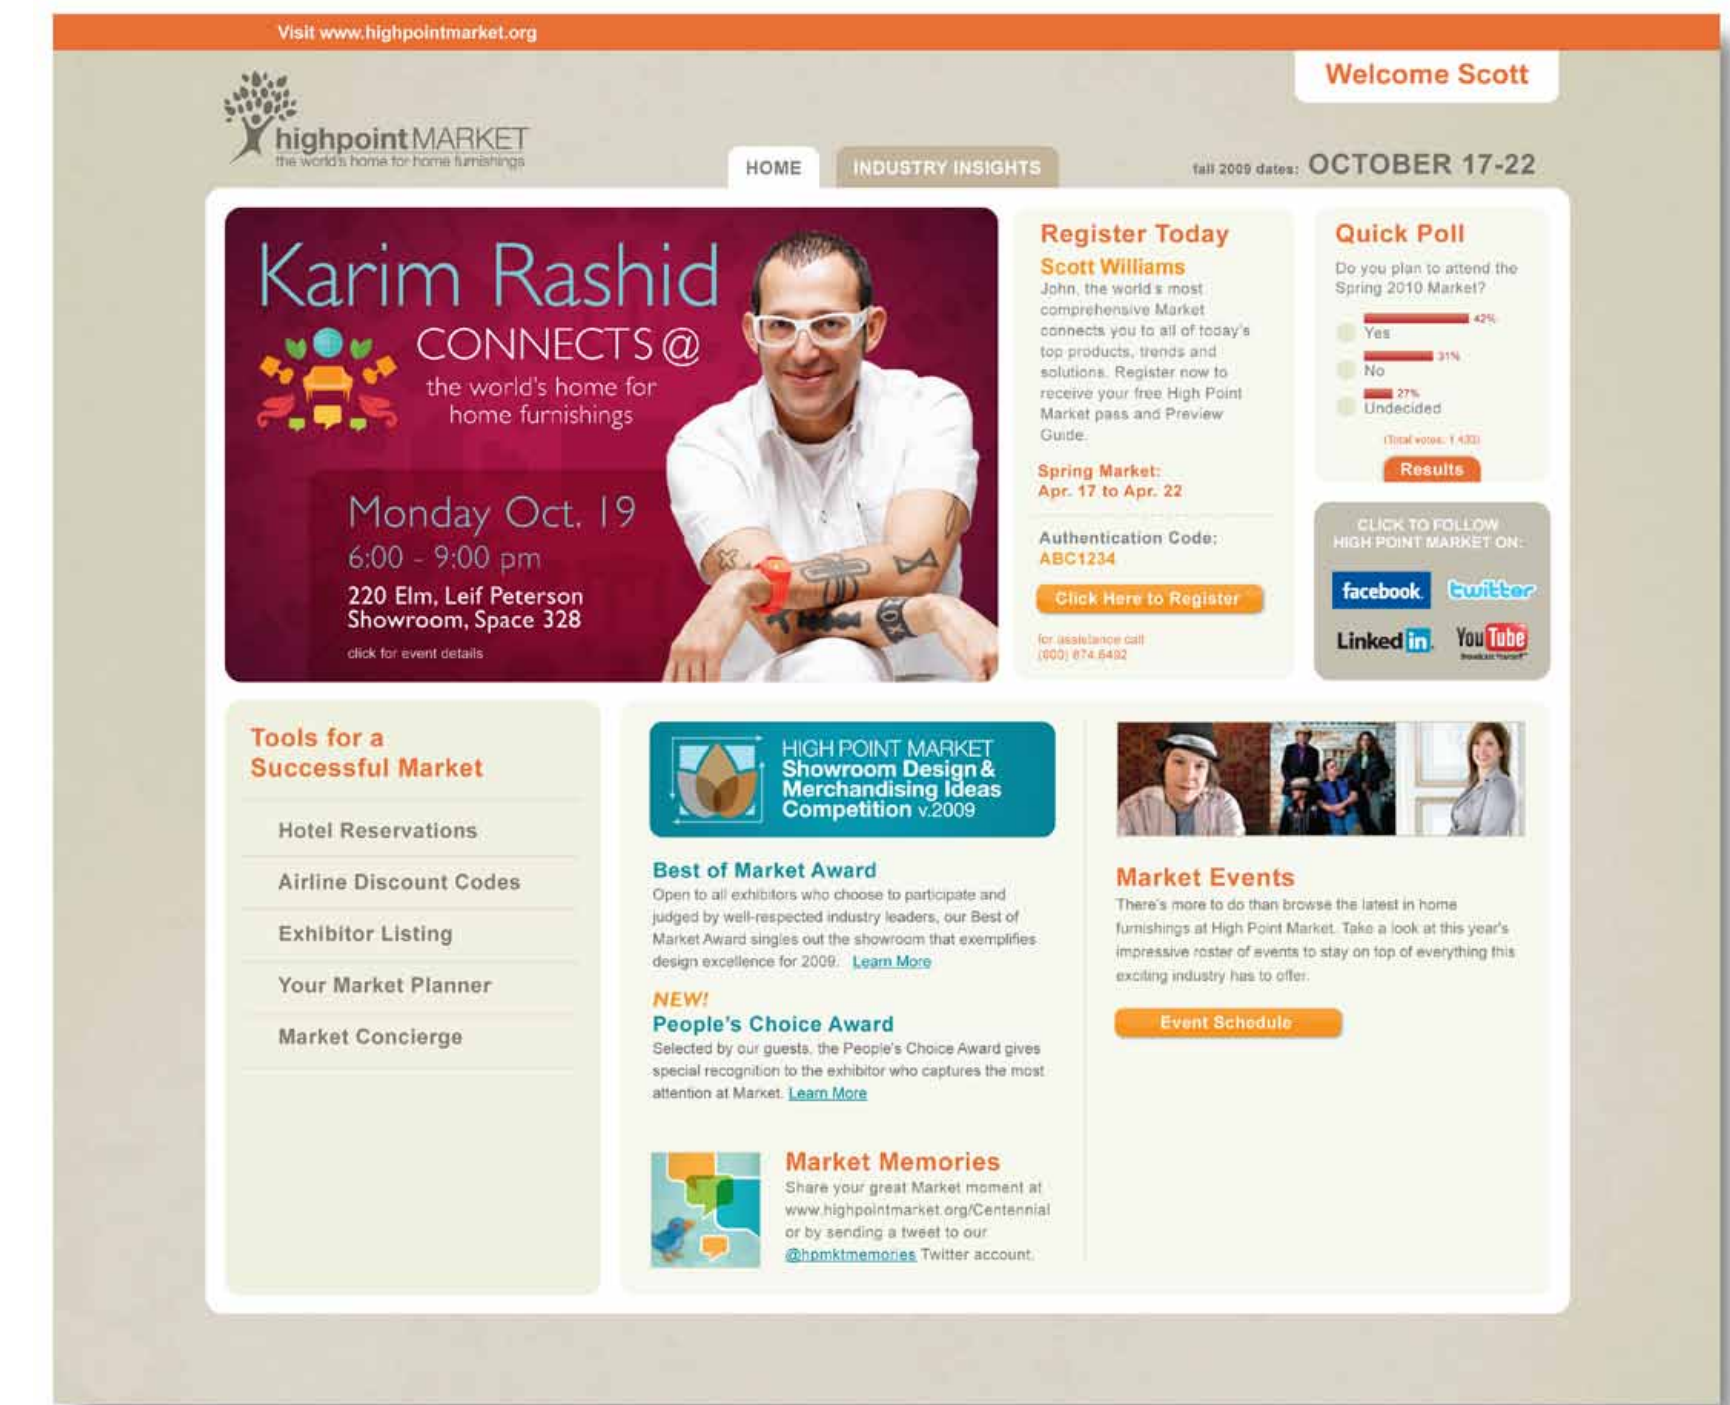 Visit www.highpointmarket.org
Welcome Scott
highpoint MARKET
the world's home for home furnishings
HOME
INDUSTRY INSIGHTS
fall 2009 dates: OCTOBER 17-22
Karim Rashid
CONNECTS@
the world's home for
home furnishings
Monday Oct. 19
6:00 - 9:00 pm
220 Elm, Leif Peterson
Showroom, Space 328
click for event details
Register Today
Scott Williams
John, the world s most
comprehensive Market
connects you to all of today's
top products, trends and
solutions. Register now to
receive your free High Point
Market pass and Preview
Guide.
Spring Market:
Apr. 17 to Apr. 22
Authentication Code:
ABC1234
Click Here to Register
for assistance call
Quick Poll
Do you plan to attend the
Spring 2010 Market?
42%
Yes
31%
No
27%
Undecided
(Total votes:
Results
CLICK TO FOLLOW
HIGH POINT MARKET ON:
facebook.
twitter
Linked in.
YouTube
Broadcast Yourself
Tools for a
Successful Market
Hotel Reservations
Airline Discount Codes
Exhibitor Listing
Your Market Planner
Market Concierge
HIGH POINT MARKET
Showroom Design &
Merchandising Ideas
Competition v.2009
Best of Market Award
Open to all exhibitors who choose to participate and
judged by well-respected industry leaders, our Best of
Market Award singles out the showroom that exemplifies
design excellence for 2009. Learn More
NEW!
People's Choice Award
Selected by our guests, the People's Choice Award gives
special recognition to the exhibitor who captures the most
attention at Market. Learn More
Market Memories
Share your great Market moment at
www.highpointmarket.org/Centennial
or by sending a tweet to our
@hpmktmemories Twitter account.
Market Events
There's more to do than browse the latest in home
furnishings at High Point Market. Take a look at this year's
impressive roster of events to stay on top of everything this
exciting industry has to offer.
Event Schedule